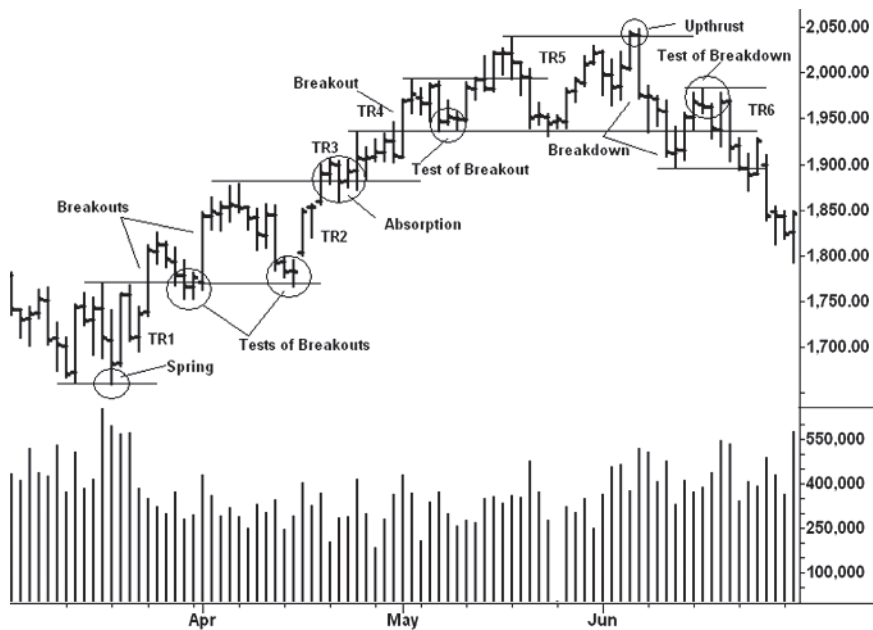 Upthrust
2,050.00
TR5
Test of Breakdown
Breakout
2,000.00
TR4
TR6
1,950.00
TR3
Breakdown
Test of Breakout
1,900.00
Breakouts
Absorption
1,850.00
TR2
1,800.00
1,750.00
TR1
Tests of Breakouts
1,700.00
Spring
550,000
400,000
250,000
100,000
Apr May Jun